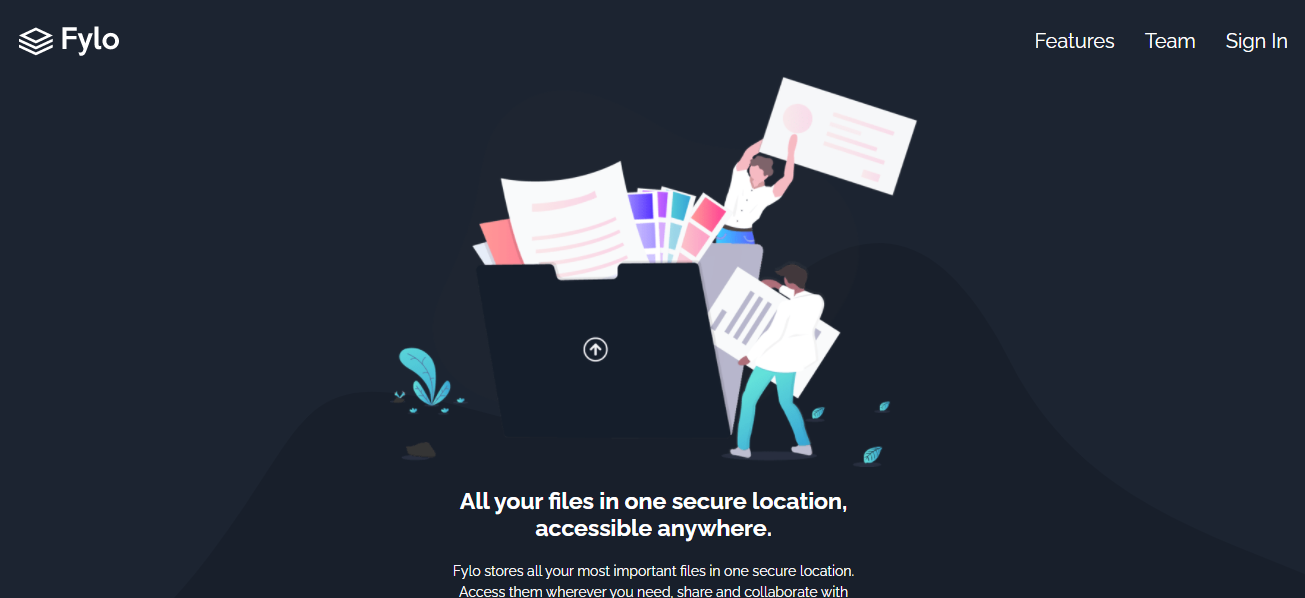 Fylo
Features Team Sign In
All your files in one secure location,
accessible anywhere.
Fylo stores all your most important files in one secure location.
Access them wherever you need, share and collaborate with